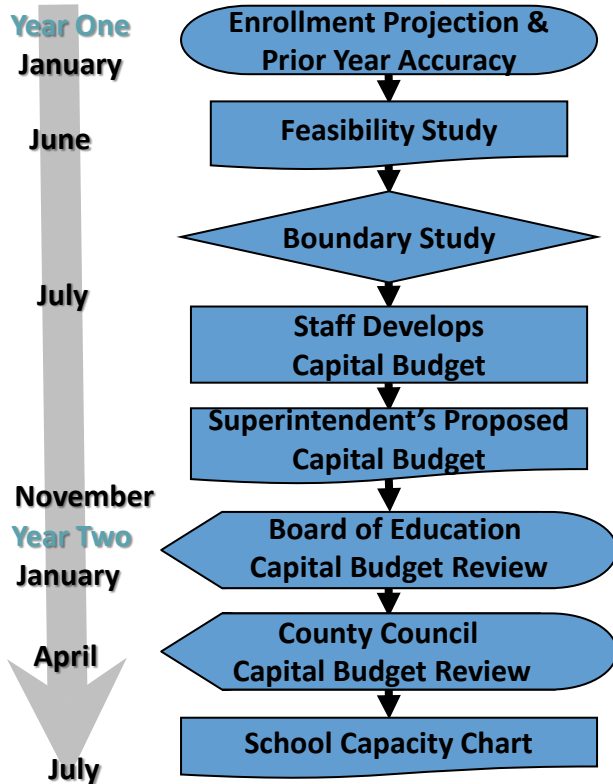 Year One
January
Enrollment Projection &
Prior Year Accuracy
June
Feasibility Study
Boundary Study
July
Staff Develops
Capital Budget
Superintendent's Proposed
Capital Budget
November
Year Two
January
Board of Education
Capital Budget Review
April
County Council
Capital Budget Review
School Capacity Chart
July